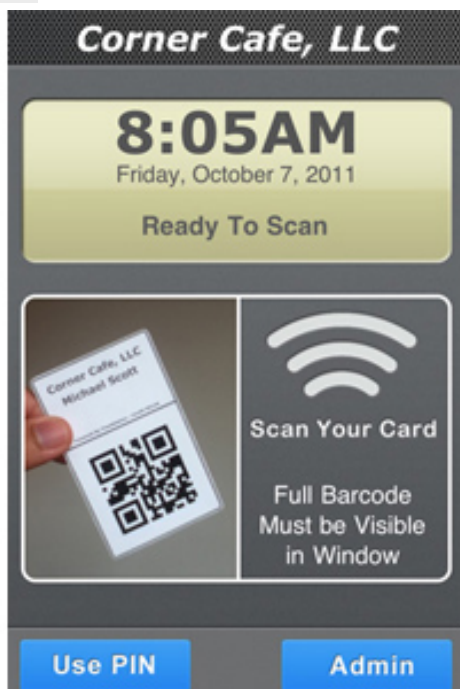 Corner Cafe, LLC
8:05AM
Friday, October 7, 2011
Ready To Scan
Corner Cafe, LLC
Michael Scott
Scan Your Card
Full Barcode
Must be Visible
in Window
Use PIN
Admin